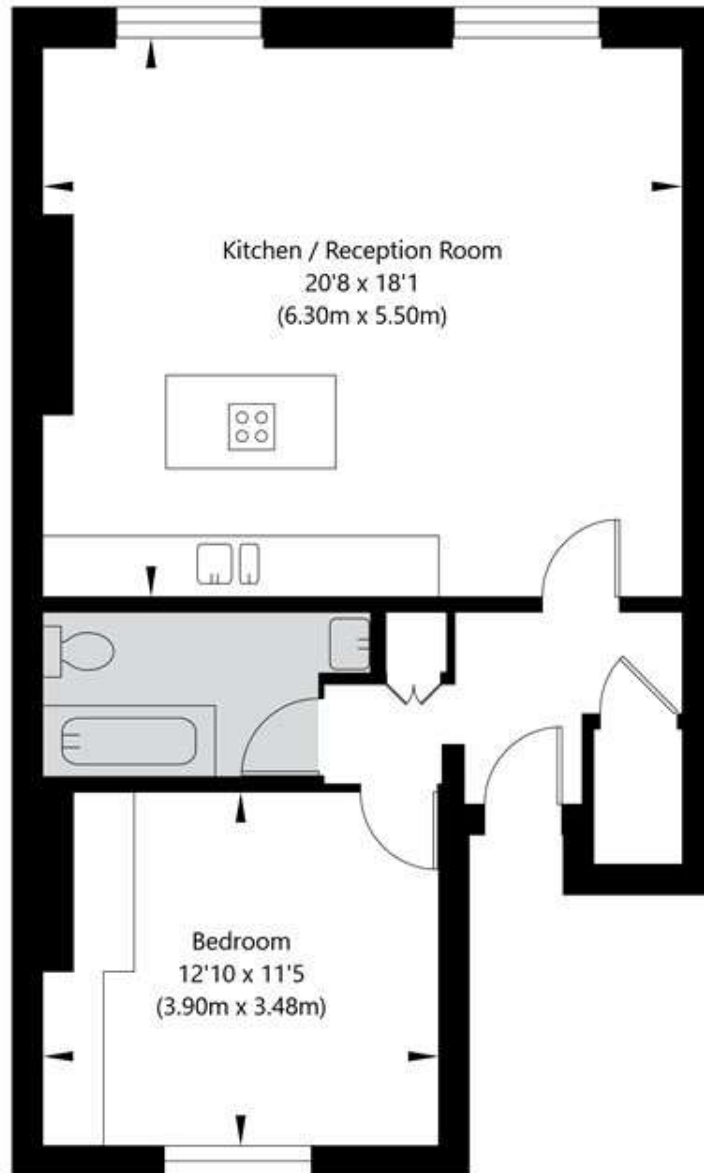 Kitchen / Reception Room
20'8 x 18'1
(6.30m x 5.50m)
Bedroom
12'10 x 11'5
(3.90m x 3.48m)